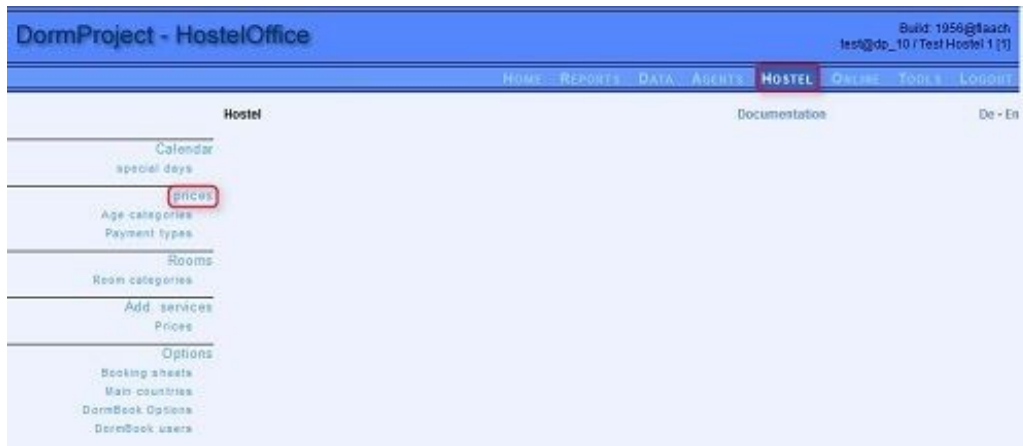 DormProject - HostelOffice
Build: 1956@flaach
test@dp_10 / Test Hostel 1 [1]
HOME REPORTS DATA AGENTS HOSTEL ONLINE TOOLS LOGOUT
Hostel Documentation De - En
Calendar
special days
prices
Age categories
Payment types
Rooms
Room categories
Add. services
Prices
Options
Booking sheets
Main countries
DormBook Options
DormBook users